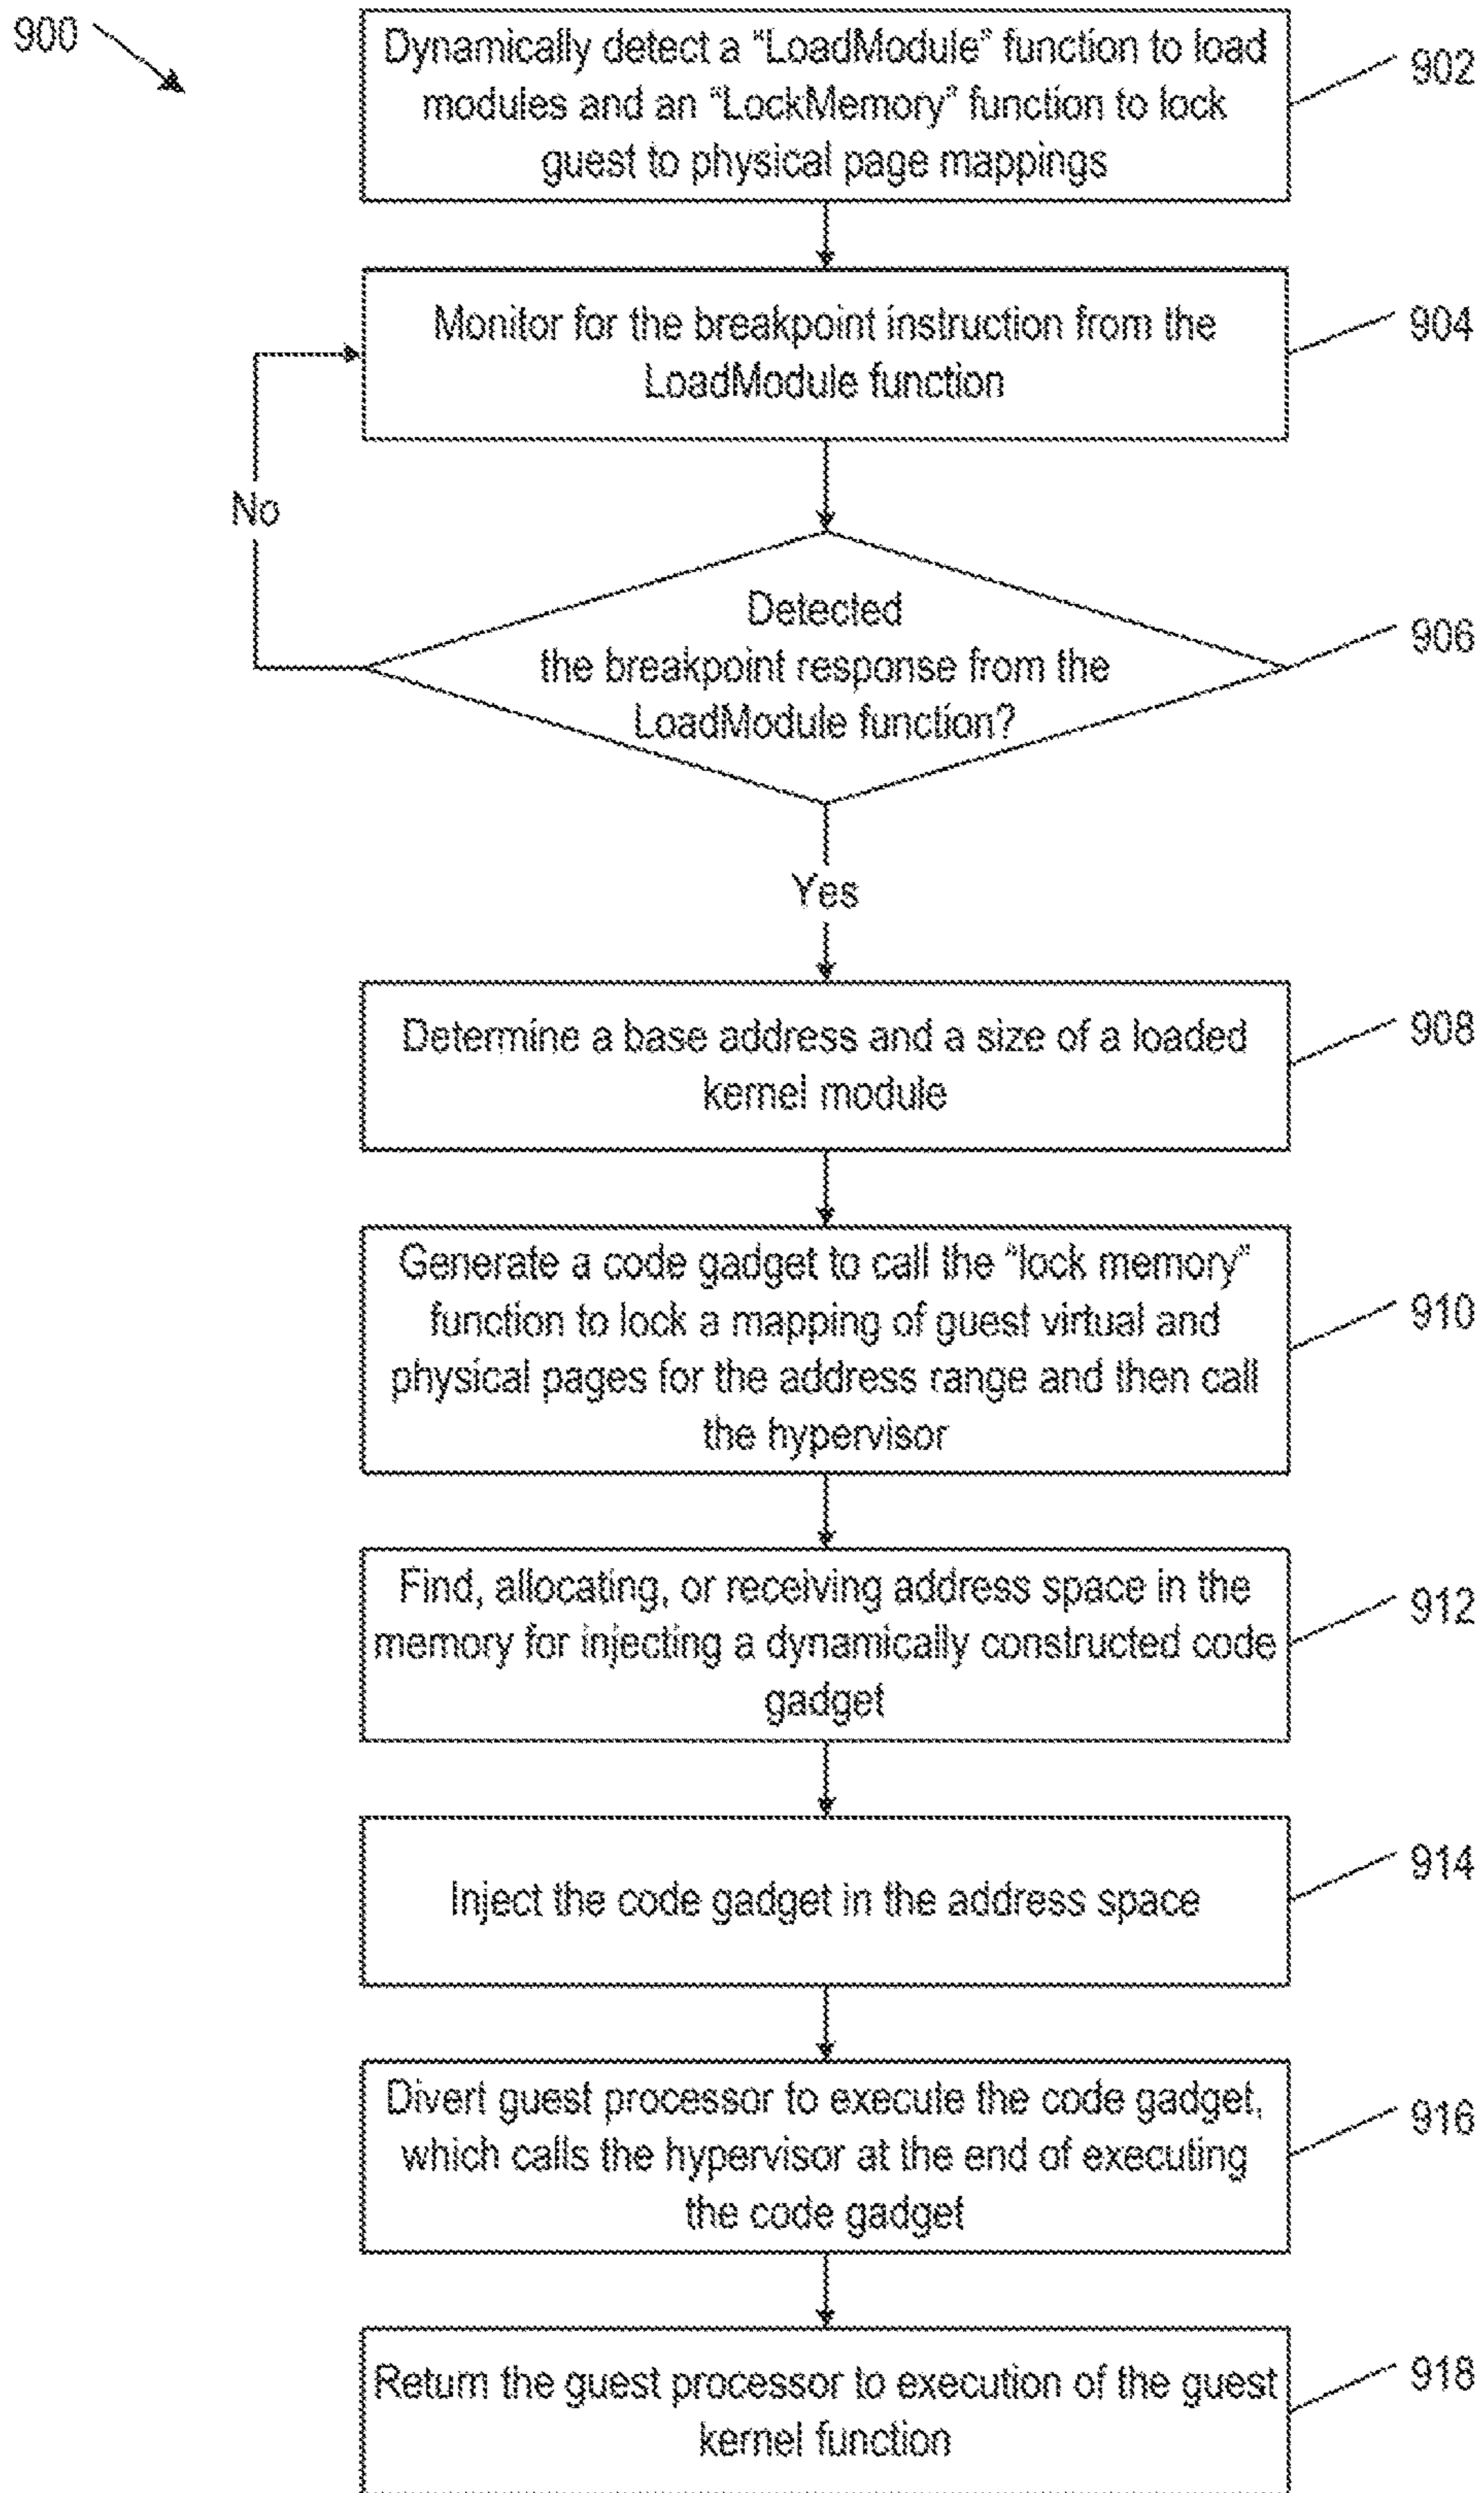 900
Dynamically detect a "LoadModule" function to load
modules and an "LockMemory" function to lock
guest to physical page mappings
902
Monitor for the breakpoint instruction from the
LoadModule function
904
No
Detected
the breakpoint response from the
LoadModule function?
906
Yes
Determine a base address and a size of a loaded
kernel module
908
Generate a code gadget to call the "lock memory"
function to lock a mapping of guest virtual and
physical pages for the address range and then call
the hypervisor
910
Find, allocating, or receiving address space in the
memory for injecting a dynamically constructed code
gadget
912
Inject the code gadget in the address space
914
Divert guest processor to execute the code gadget,
which calls the hypervisor at the end of executing
the code gadget
916
Return the guest processor to execution of the guest
kernel function
918